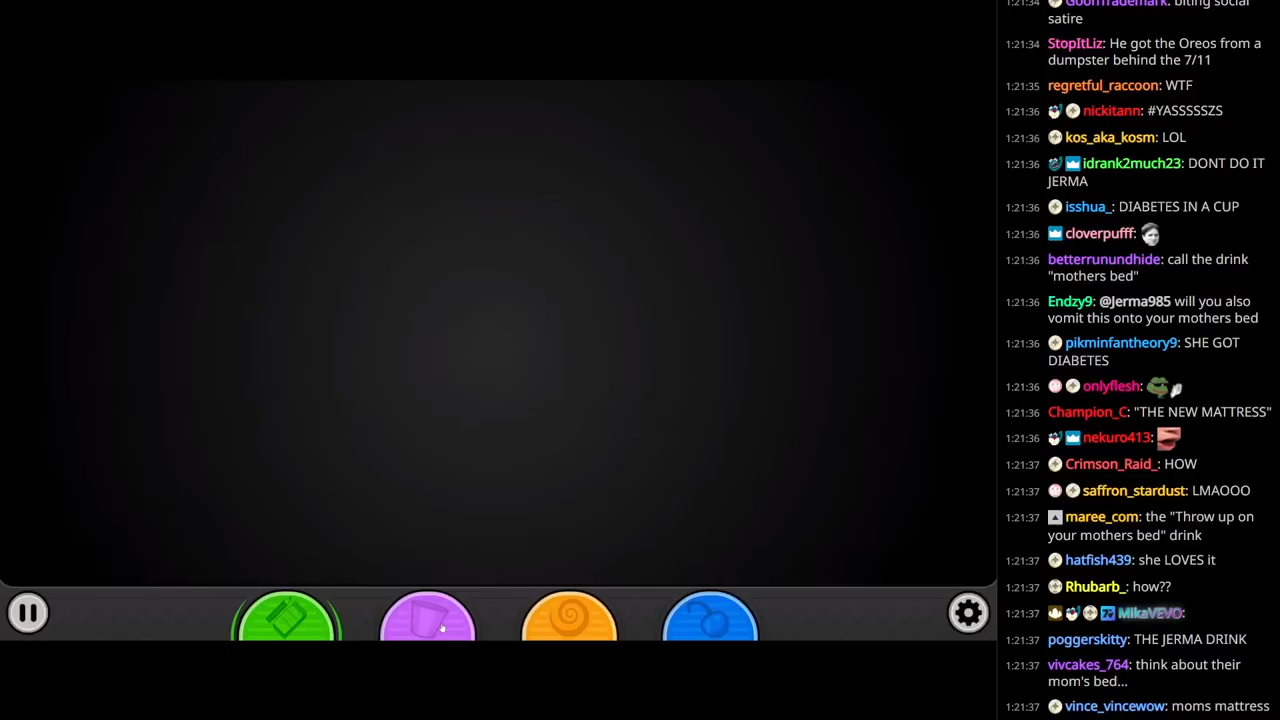 1:21:34 GoonTrademark: biting social
satire
1:21:34 StopItLiz: He got the Oreos from a
dumpster behind the 7/11
1:21:35 regretful_raccoon: WTF
1:21:36 nickitann: #YASSSSSZS
1:21:36 kos_aka_kosm: LOL
1:21:36 idrank2much23: DONT DO IT
JERMA
1:21:36 isshua_: DIABETES IN A CUP
1:21:36 cloverpufff:
1:21:36 betterrunundhide: call the drink
"mothers bed"
1:21:36 Endzy9: @Jerma985 will you also
vomit this onto your mothers bed
1:21:36 pikminfantheory9: SHE GOT
DIABETES
1:21:36 onlyflesh:
1:21:36 Champion_C: "THE NEW MATTRESS"
1:21:36 nekuro413:
1:21:37 Crimson_Raid_: HOW
1:21:37 saffron_stardust: LMAOOO
1:21:37 maree_com: the "Throw up on
your mothers bed" drink
1:21:37 hatfish439: she LOVES it
1:21:37 Rhubarb_: how??
1:21:37 MikaVEVO:
1:21:37 poggerskitty: THE JERMA DRINK
1:21:37 vivcakes_764: think about their
mom's bed...
1:21:37 vince_vincewow: moms mattress